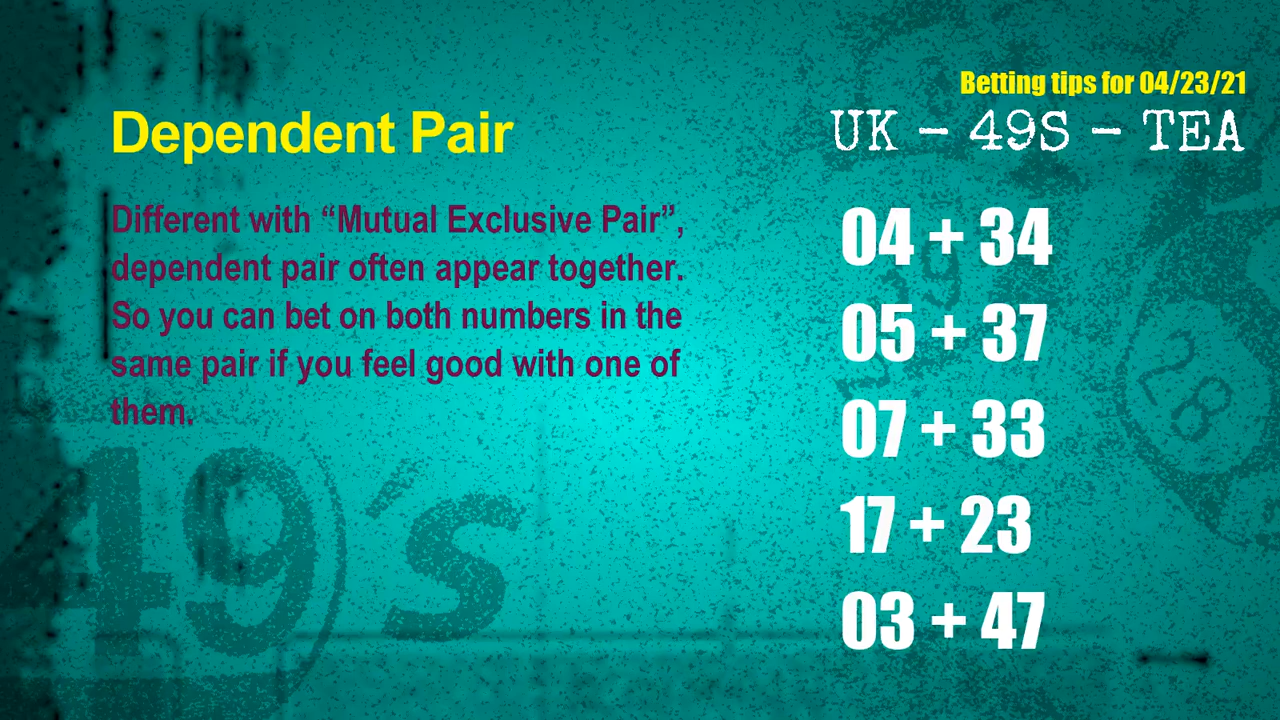 Betting tips for 04/23/21
UK – 49S – TEA
Dependent Pair
Different with “Mutual Exclusive Pair”,
dependent pair often appear together.
So you can bet on both numbers in the
same pair if you feel good with one of
them.
04 + 34
05 + 37
07 + 33
17 + 23
03 + 47
49's
39
28